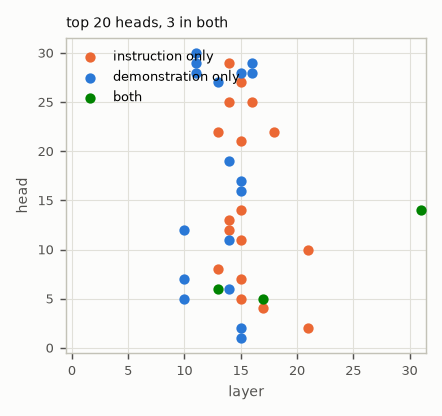 top 20 heads, 3 in both
instruction only
demonstration only
both
30
25
20
15
10
5
0
head
0 5 10 15 20 25 30
layer